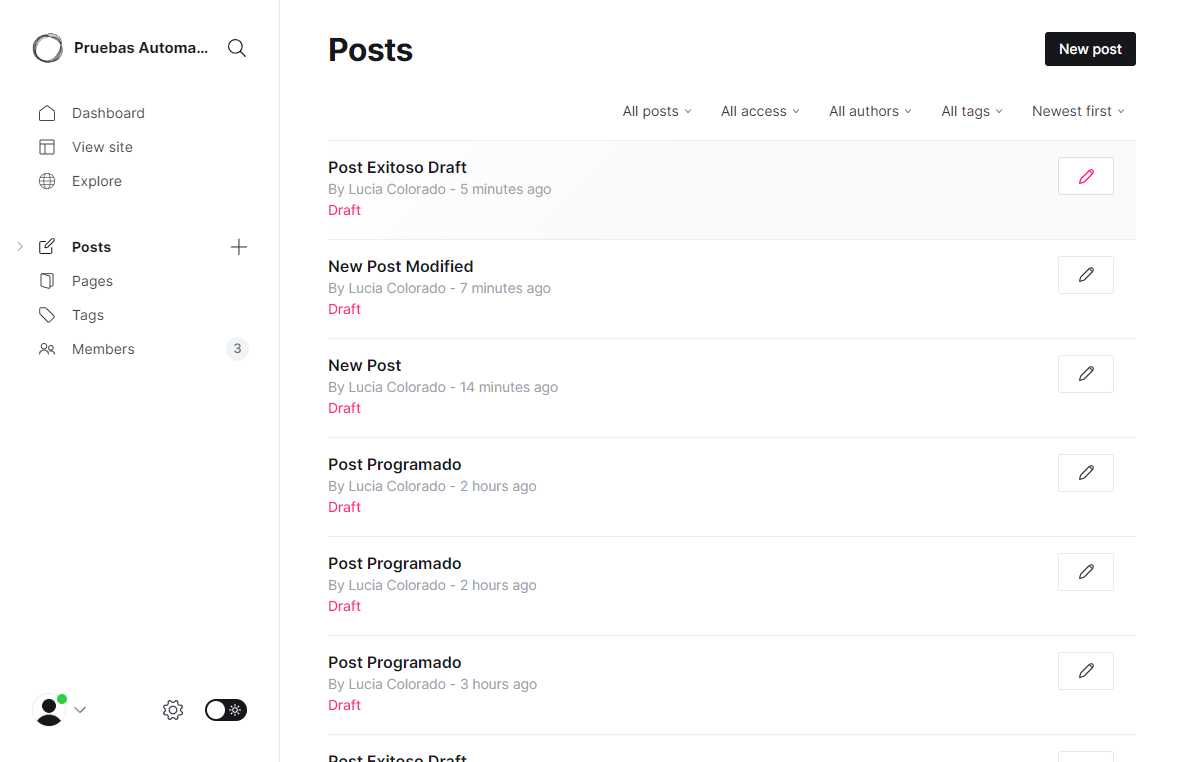 Pruebas Automa...
Dashboard
View site
Explore
Posts
Pages
Tags
Members 3
Posts
New post
All posts All access All authors All tags Newest first
Post Exitoso Draft
By Lucia Colorado - 5 minutes ago
Draft
New Post Modified
By Lucia Colorado - 7 minutes ago
Draft
New Post
By Lucia Colorado - 14 minutes ago
Draft
Post Programado
By Lucia Colorado - 2 hours ago
Draft
Post Programado
By Lucia Colorado - 2 hours ago
Draft
Post Programado
By Lucia Colorado - 3 hours ago
Draft
Post Exitoso Draft